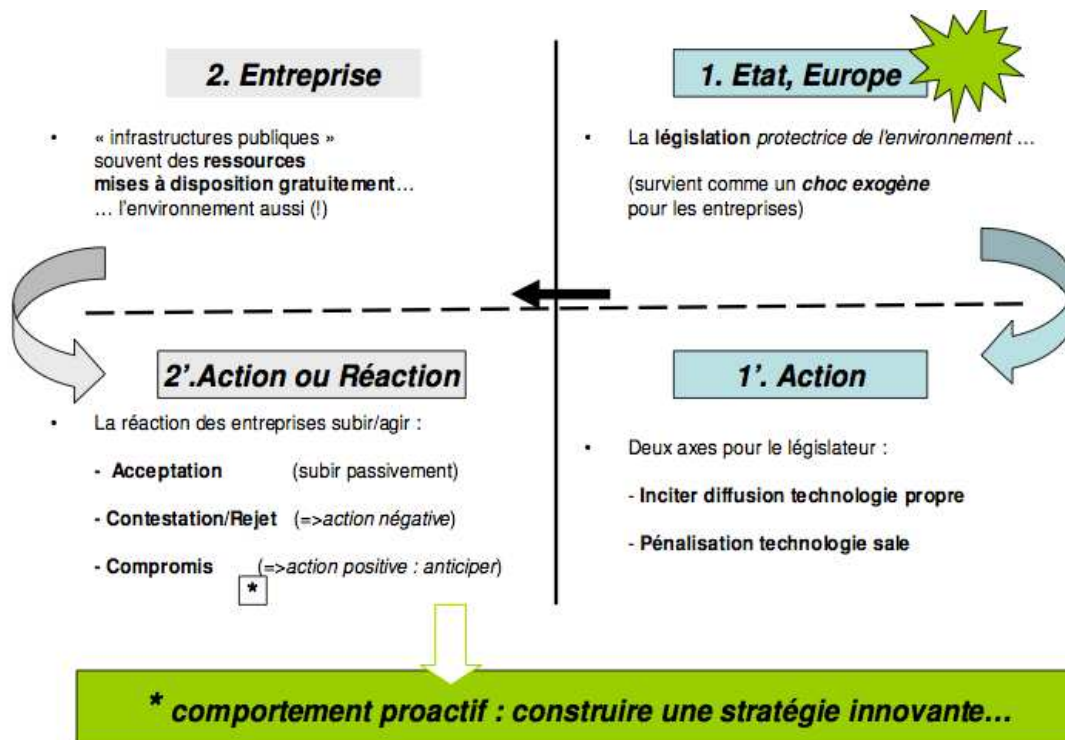 2. Entreprise
• « infrastructures publiques »
souvent des ressources
mises à disposition gratuitement…
… l'environnement aussi (!)
1. Etat, Europe
• La législation protectrice de l'environnement …
(survient comme un choc exogène
pour les entreprises)
2'.Action ou Réaction
• La réaction des entreprises subir/agir :
- Acceptation (subir passivement)
- Contestation/Rejet (=>action négative)
- Compromis (=>action positive : anticiper)
*
1'. Action
• Deux axes pour le législateur :
- Inciter diffusion technologie propre
- Pénalisation technologie sale
* comportement proactif : construire une stratégie innovante…